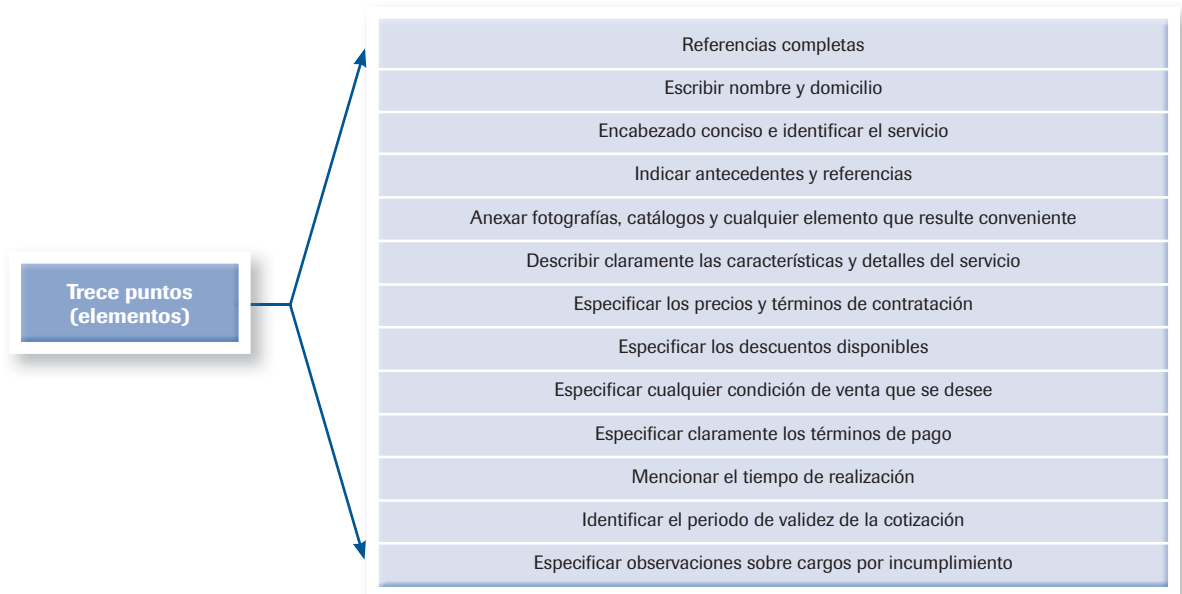 Trece puntos
(elementos)
Referencias completas
Escribir nombre y domicilio
Encabezado conciso e identificar el servicio
Indicar antecedentes y referencias
Anexar fotografías, catálogos y cualquier elemento que resulte conveniente
Describir claramente las características y detalles del servicio
Especificar los precios y términos de contratación
Especificar los descuentos disponibles
Especificar cualquier condición de venta que se desee
Especificar claramente los términos de pago
Mencionar el tiempo de realización
Identificar el periodo de validez de la cotización
Especificar observaciones sobre cargos por incumplimiento